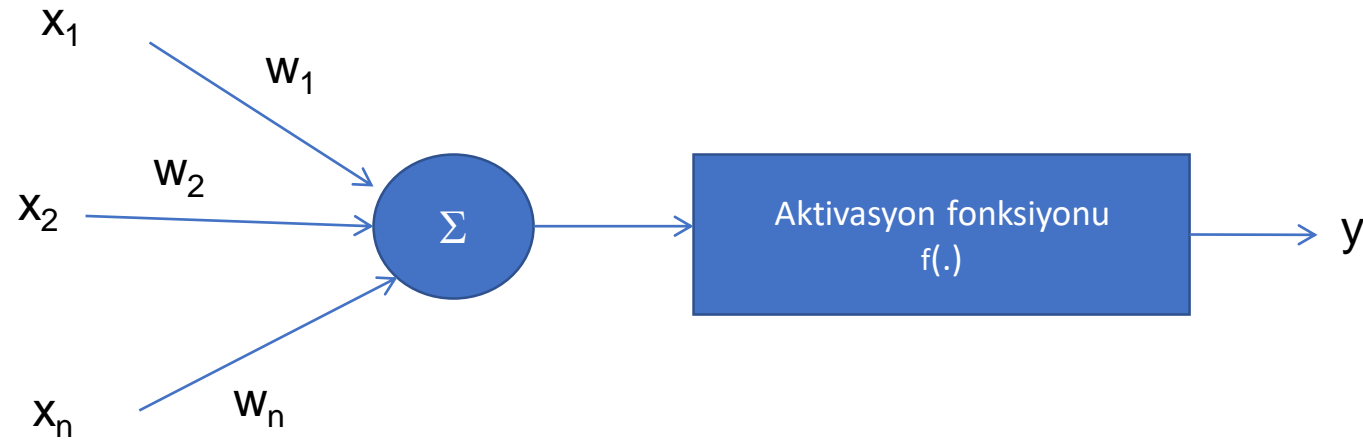 x₁
w₁
w₂
x₂
Σ
Aktivasyon fonksiyonu
f(.)
y
wₙ
xₙ